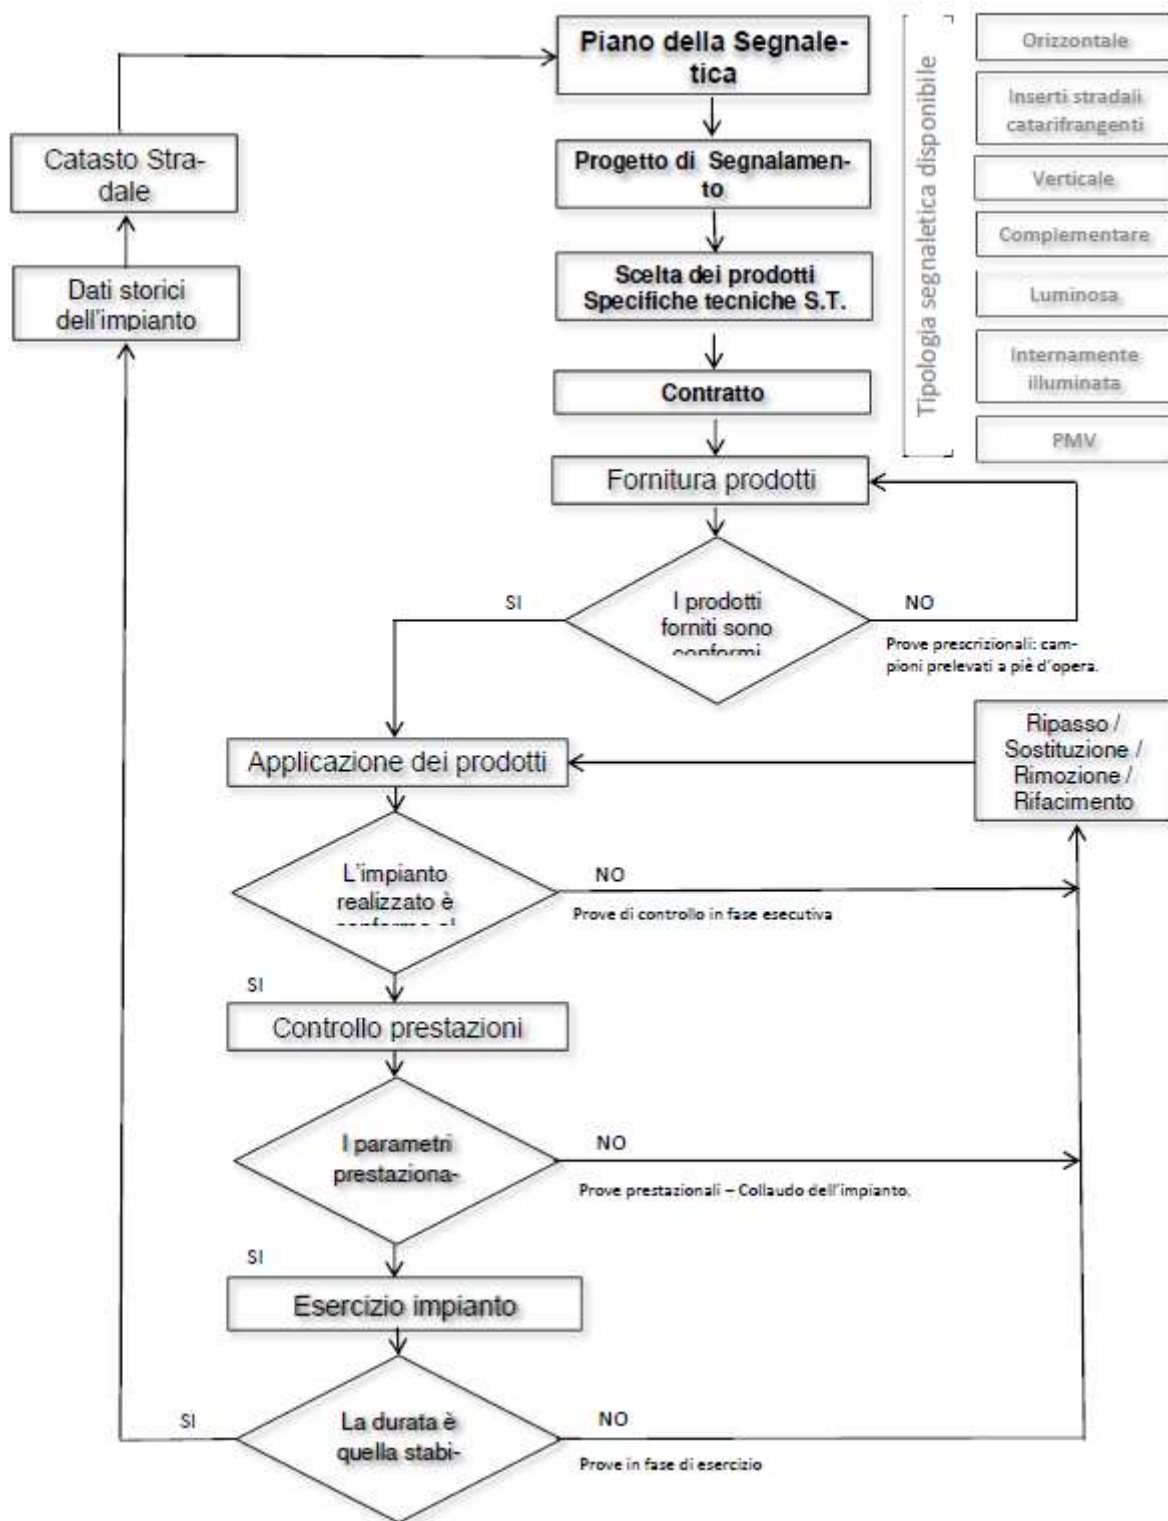 Piano della Segnale-
tica
Progetto di Segnalamen-
to
Scelta dei prodotti
Specifiche tecniche S.T.
Contratto
Fornitura prodotti
Tipologia segnaletica disponibile
Orizzontale
Inserti stradali
catarifrangenti
Verticale
Complementare
Luminosa
Internamente
illuminata
PMV
Catasto Stra-
dale
Dati storici
dell'impianto
SI
I prodotti
forniti sono
conformi
NO
Prove prescrizionali: cam-
pioni prelevati a piè d'opera.
Applicazione dei prodotti
Ripasso /
Sostituzione /
Rimozione /
Rifacimento
L'impianto
realizzato è
NO
Prove di controllo in fase esecutiva
SI
Controllo prestazioni
I parametri
prestaziona-
NO
Prove prestazionali – Collaudo dell'impianto.
SI
Esercizio impianto
SI
La durata è
quella stabi-
NO
Prove in fase di esercizio